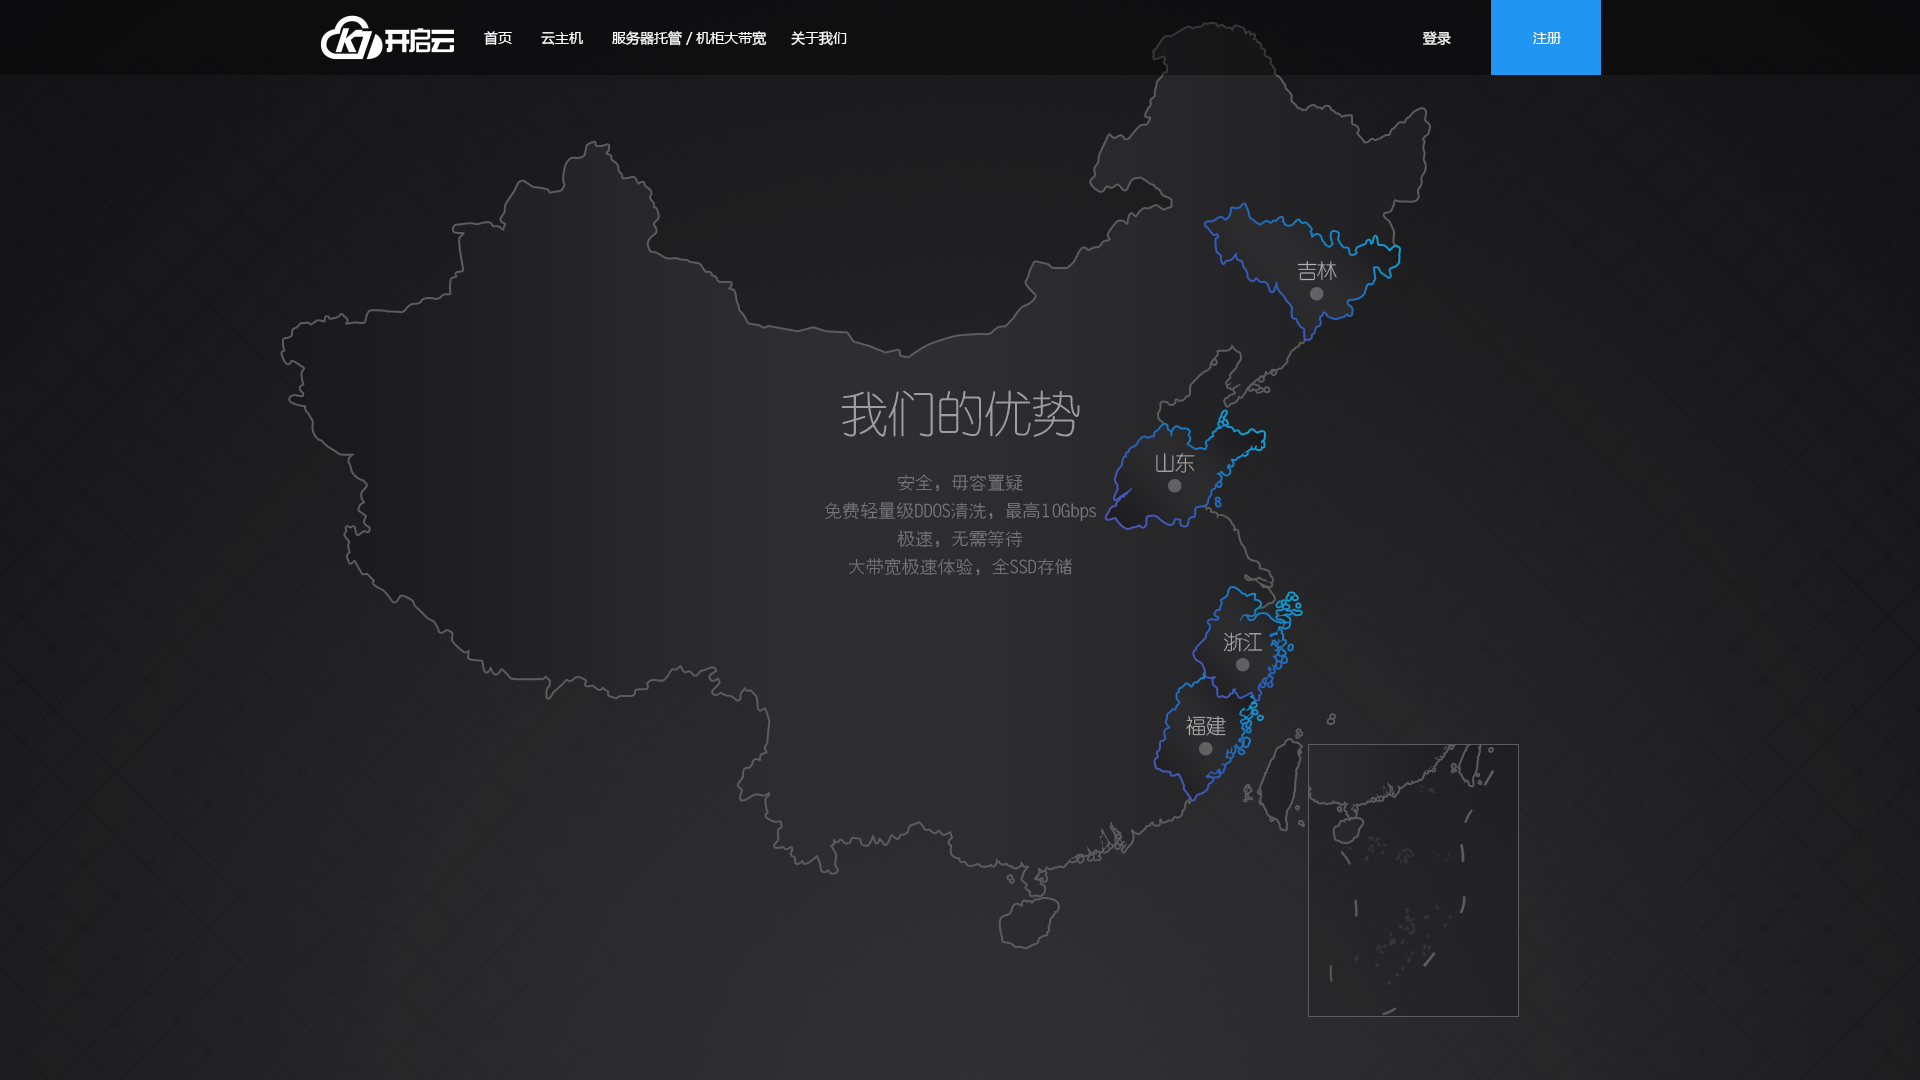 K7 开启云
首页 云主机 服务器托管 / 机柜大带宽 关于我们 登录 注册
吉林
我们的优势
山东
安全，毋容置疑
免费轻量级DDOS清洗，最高10Gbps
极速，无需等待
大带宽极速体验，全SSD存储
浙江
福建